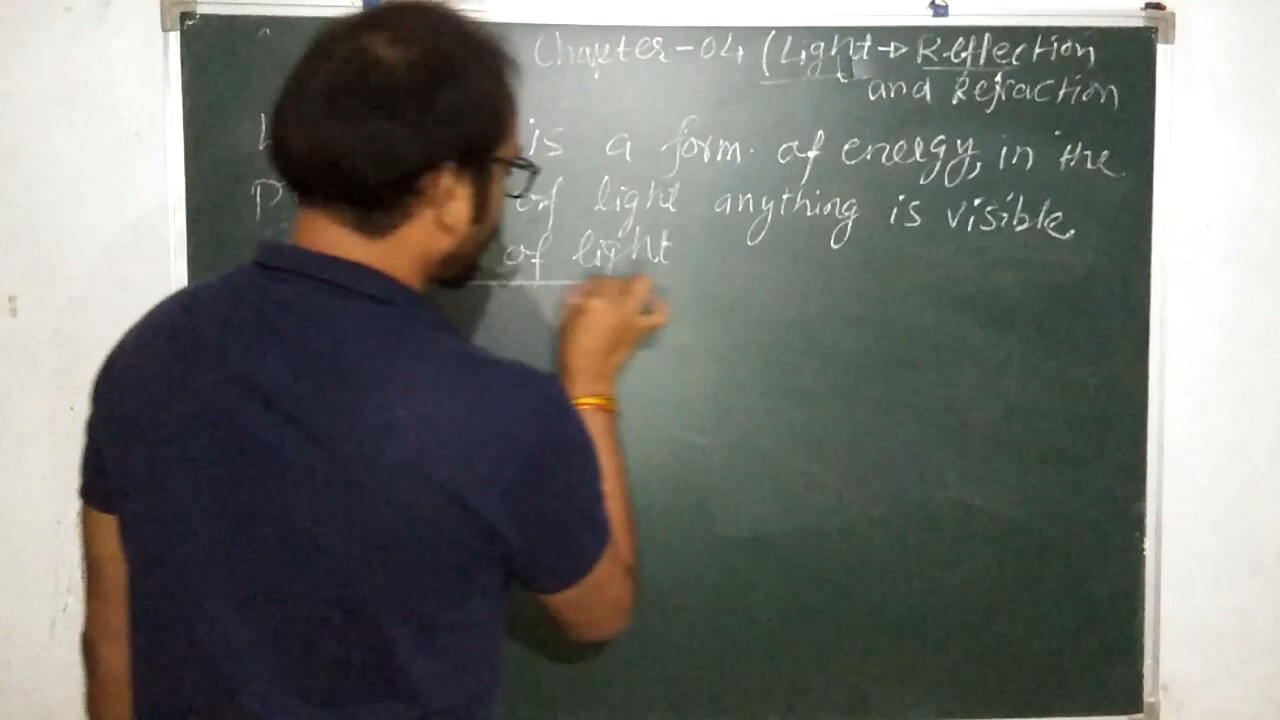 Chapter-04 (Light→Reflection
and Refraction
is a form. of energy, in the
of light anything is visible
of light